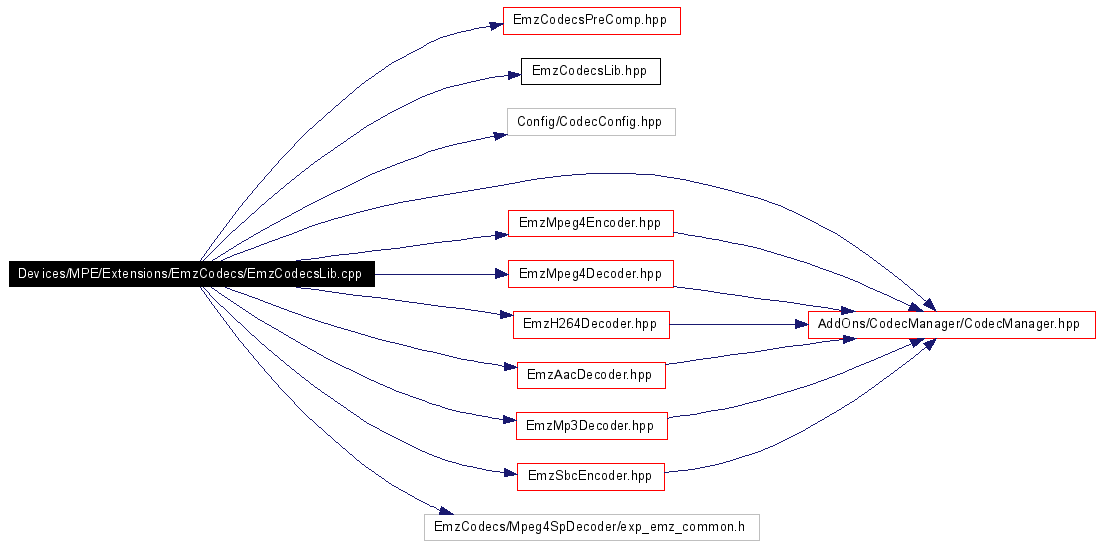 EmzCodecsPreComp.hpp
EmzCodecsLib.hpp
Config/CodecConfig.hpp
EmzMpeg4Encoder.hpp
Devices/MPE/Extensions/EmzCodecs/EmzCodecsLib.cpp
EmzMpeg4Decoder.hpp
EmzH264Decoder.hpp
AddOns/CodecManager/CodecManager.hpp
EmzAacDecoder.hpp
EmzMp3Decoder.hpp
EmzSbcEncoder.hpp
EmzCodecs/Mpeg4SpDecoder/exp_emz_common.h